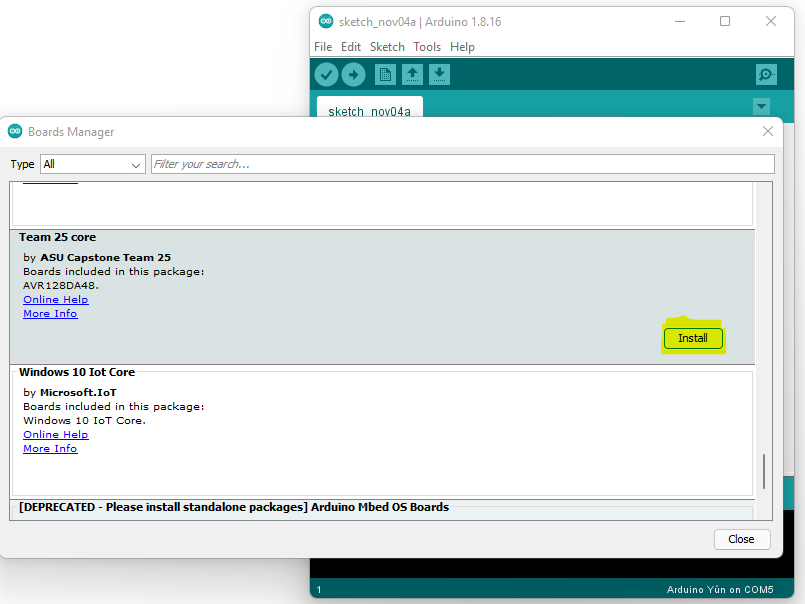 sketch_nov04a | Arduino 1.8.16
File Edit Sketch Tools Help
sketch_nov04a
Boards Manager
Type All Filter your search...
Team 25 core
by ASU Capstone Team 25
Boards included in this package:
AVR128DA48.
Online Help
More Info
Install
Windows 10 Iot Core
by Microsoft.IoT
Boards included in this package:
Windows 10 IoT Core.
Online Help
More Info
[DEPRECATED - Please install standalone packages] Arduino Mbed OS Boards
Close
1 Arduino Yún on COM5